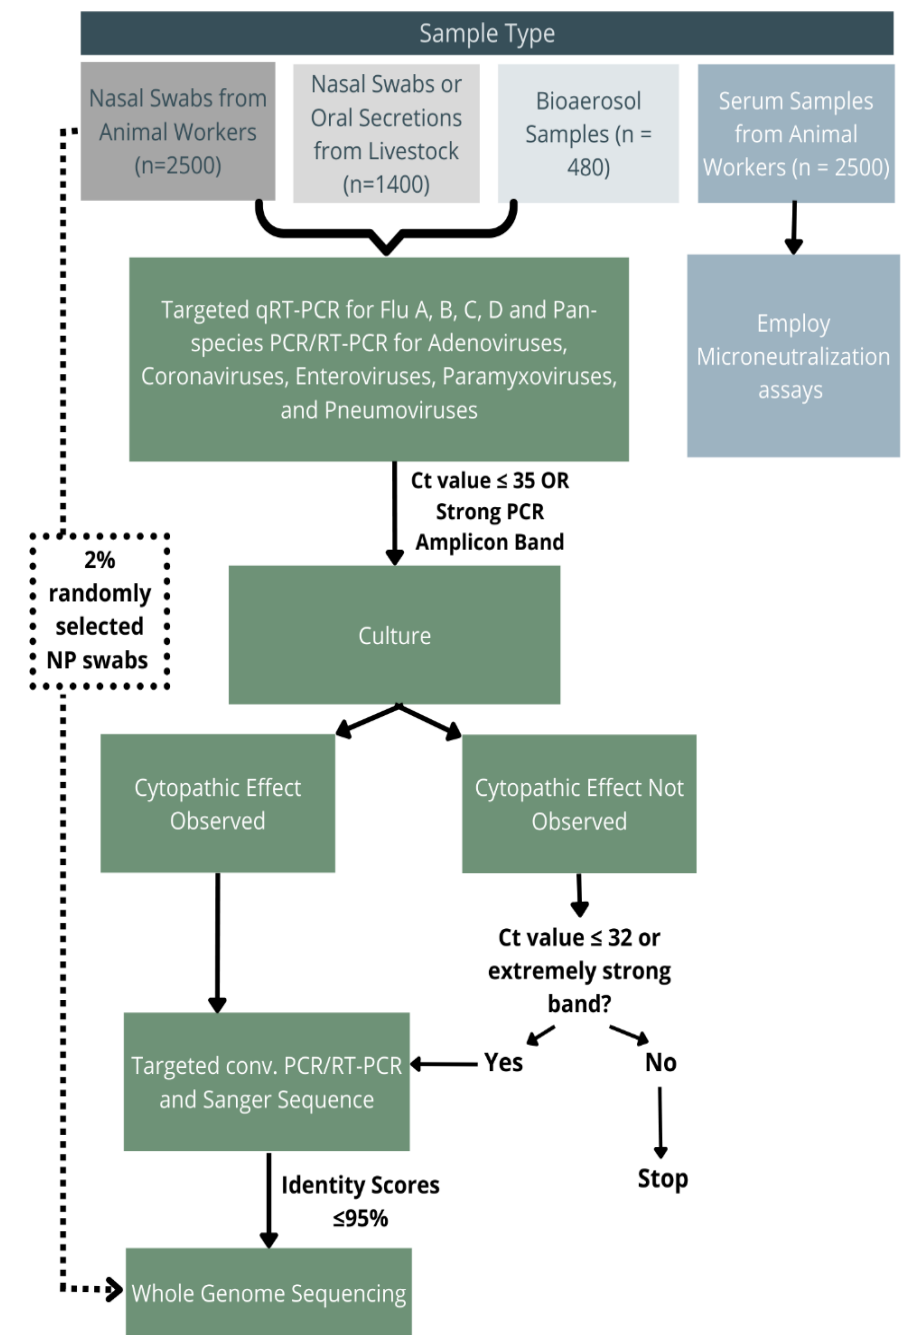 Sample Type
Nasal Swabs from
Animal Workers
(n=2500)
Nasal Swabs or
Oral Secretions
from Livestock
(n=1400)
Bioaerosol
Samples (n =
480)
Serum Samples
from Animal
Workers (n = 2500)
Targeted qRT-PCR for Flu A, B, C, D and Pan-
species PCR/RT-PCR for Adenoviruses,
Coronaviruses, Enteroviruses, Paramyxoviruses,
and Pneumoviruses
Employ
Microneutralization
assays
Ct value ≤ 35 OR
Strong PCR
Amplicon Band
2%
randomly
selected
NP swabs
Culture
Cytopathic Effect
Observed
Cytopathic Effect Not
Observed
Ct value ≤ 32 or
extremely strong
band?
Yes
No
Targeted conv. PCR/RT-PCR
and Sanger Sequence
Stop
Identity Scores
≤95%
Whole Genome Sequencing